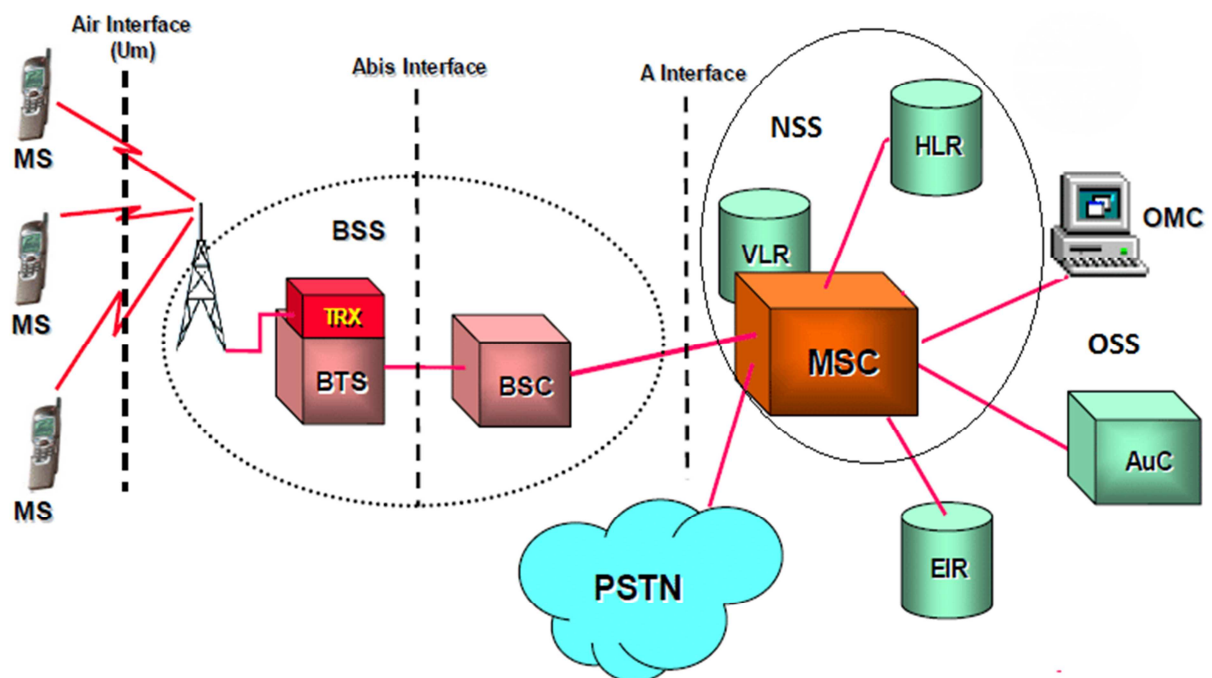 Air Interface
(Um)
Abis Interface
A Interface
MS
MS
MS
BSS
TRX
BTS
BSC
NSS
HLR
VLR
MSC
OMC
OSS
AuC
EIR
PSTN